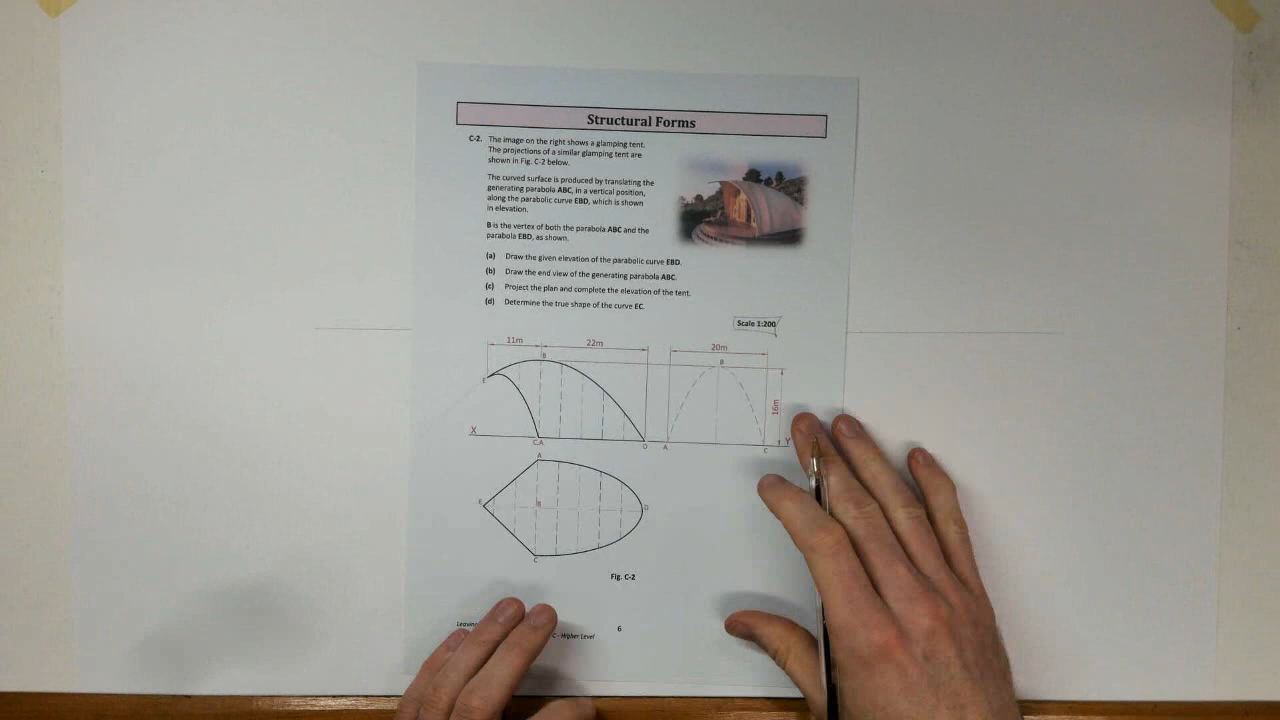 Structural Forms
C-2. The image on the right shows a glamping tent.
The projections of a similar glamping tent are
shown in Fig. C-2 below.
The curved surface is produced by translating the
generating parabola ABC, in a vertical position,
along the parabolic curve EBD, which is shown
in elevation.
B is the vertex of both the parabola ABC and the
parabola EBD, as shown.
(a) Draw the given elevation of the parabolic curve EBD.
(b) Draw the end view of the generating parabola ABC.
(c) Project the plan and complete the elevation of the tent.
(d) Determine the true shape of the curve EC.
Scale 1:200
11m 22m 20m
B B
E
16m
X Y
C,A D A C
A
E B D
C
Fig. C-2
6
Leaving
C - Higher Level